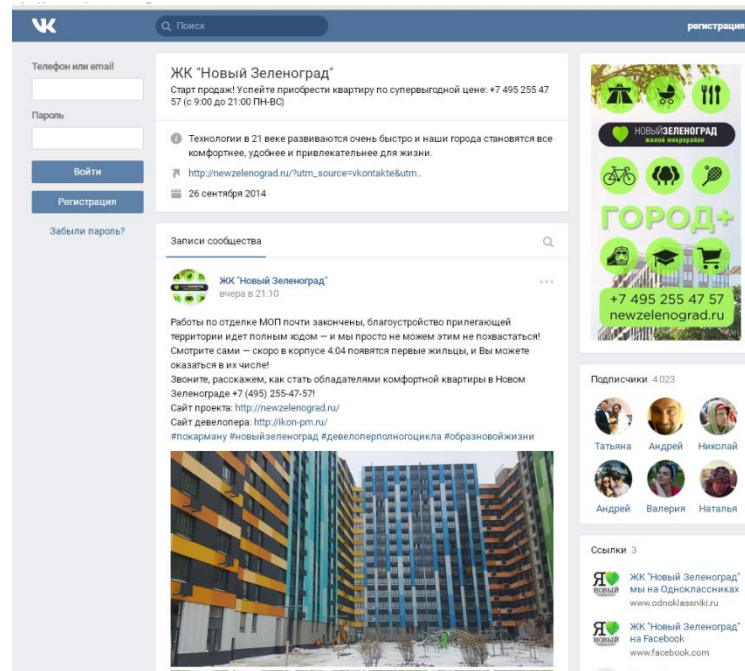 Поиск
регистрация
Телефон или email
Пароль
Войти
Регистрация
Забыли пароль?
ЖК "Новый Зеленоград"
Старт продаж! Успейте приобрести квартиру по супервыгодной цене: +7 495 255 47
57 (с 9:00 до 21:00 ПН-ВС)
Технологии в 21 веке развиваются очень быстро и наши города становятся все
комфортнее, удобнее и привлекательнее для жизни.
http://newzelenograd.ru/?utm_source=vkontakte&utm..
26 сентября 2014
Записи сообщества
ЖК "Новый Зеленоград"
вчера в 21:10
Работы по отделке МОП почти закончены, благоустройство прилегающей
территории идет полным ходом — и мы просто не можем этим не похвастаться!
Смотрите сами — скоро в корпусе 4.04 появятся первые жильцы, и Вы можете
оказаться в их числе!
Звоните, расскажем, как стать обладателями комфортной квартиры в Новом
Зеленограде +7 (495) 255-47-57!
Сайт проекта: http://newzelenograd.ru/
Сайт девелопера: http://ikon-pm.ru/
#покарману #новыйзеленоград #девелоперполногоцикла #образновойжизни
НОВЫЙЗЕЛЕНОГРАД
жилой микрорайон
ГОРОД+
+7 495 255 47 57
newzelenograd.ru
Подписчики 4 023
Татьяна Андрей Николай
Андрей Валерия Наталья
Ссылки 3
Я
НОВЫЙ
ЖК "Новый Зеленоград"
мы на Одноклассниках
www.odnoklassniki.ru
Я
НОВЫЙ
ЖК "Новый Зеленоград"
на Facebook
www.facebook.com